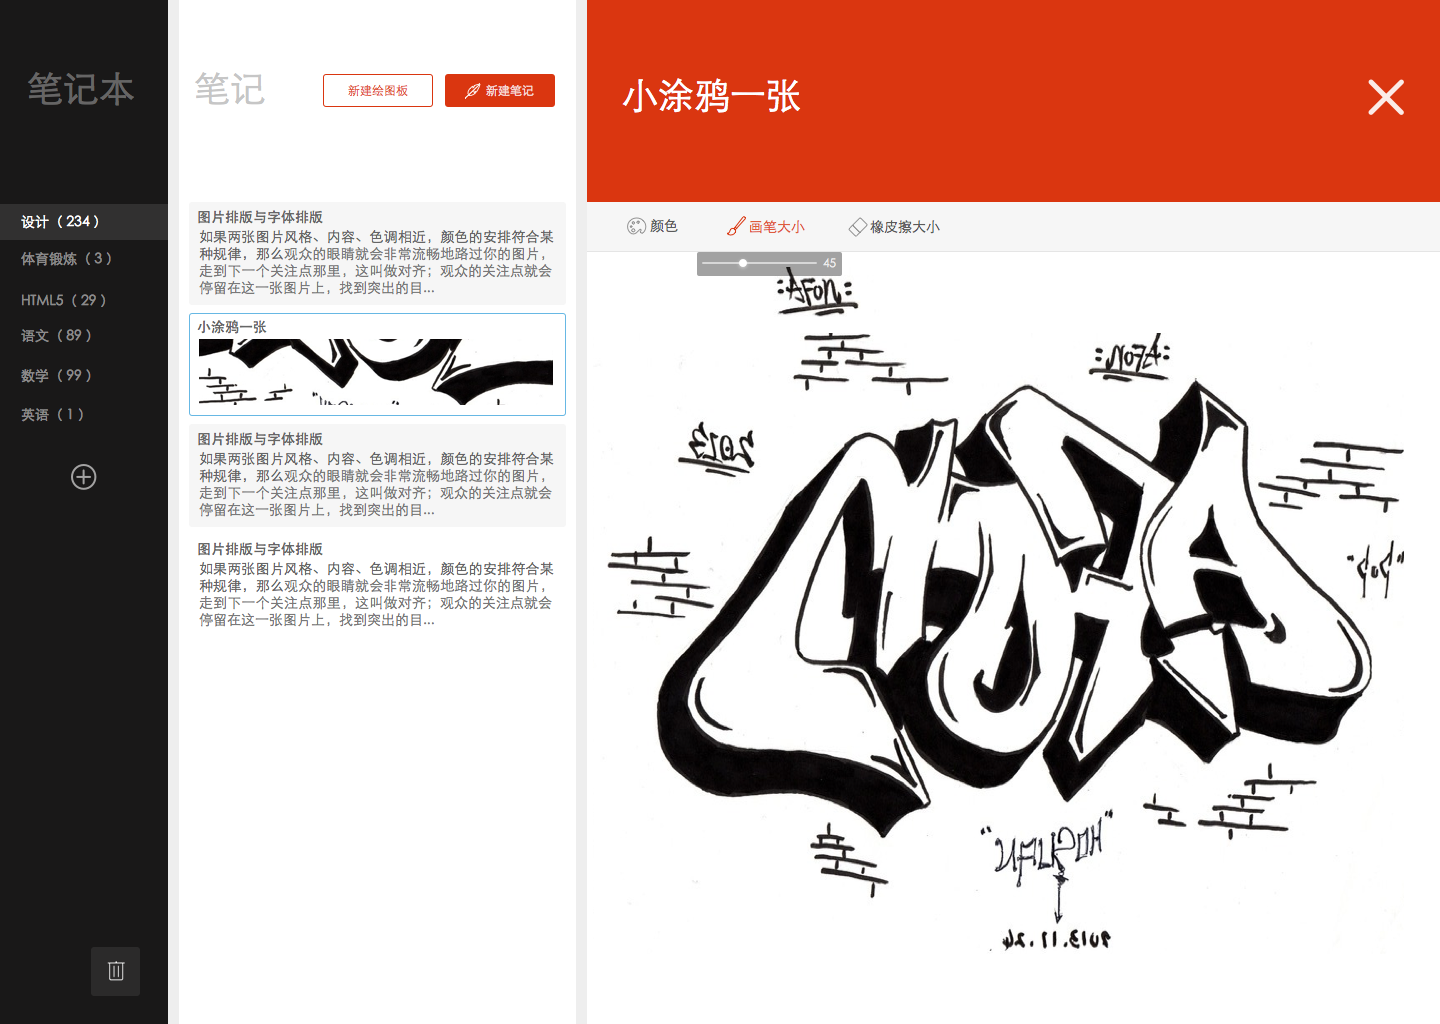 笔记本
设计（234）
体育锻炼（3）
HTML5（29）
语文（89）
数学（99）
英语（1）
笔记
新建绘图板
新建笔记
图片排版与字体排版
如果两张图片风格、内容、色调相近，颜色的安排符合某
种规律，那么观众的眼睛就会非常流畅地路过你的图片，
走到下一个关注点那里，这叫做对齐；观众的关注点就会
停留在这一张图片上，找到突出的目...
小涂鸦一张
图片排版与字体排版
如果两张图片风格、内容、色调相近，颜色的安排符合某
种规律，那么观众的眼睛就会非常流畅地路过你的图片，
走到下一个关注点那里，这叫做对齐；观众的关注点就会
停留在这一张图片上，找到突出的目...
图片排版与字体排版
如果两张图片风格、内容、色调相近，颜色的安排符合某
种规律，那么观众的眼睛就会非常流畅地路过你的图片，
走到下一个关注点那里，这叫做对齐；观众的关注点就会
停留在这一张图片上，找到突出的目...
小涂鸦一张
颜色
画笔大小
橡皮擦大小
45